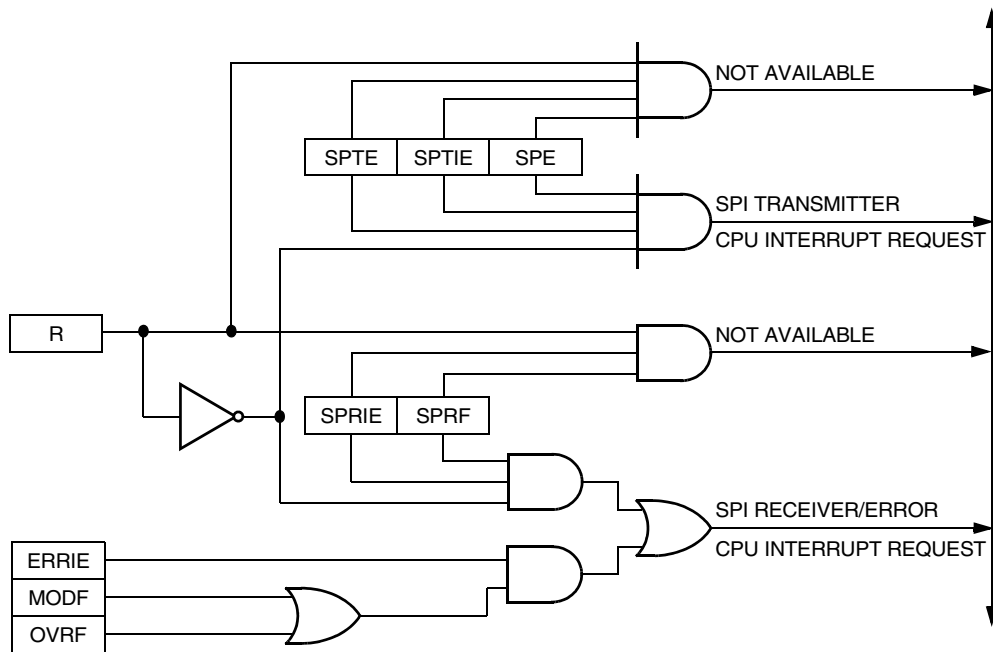 NOT AVAILABLE
SPTE SPTIE SPE
SPI TRANSMITTER
CPU INTERRUPT REQUEST
R
NOT AVAILABLE
SPRIE SPRF
SPI RECEIVER/ERROR
CPU INTERRUPT REQUEST
ERRIE
MODF
OVRF